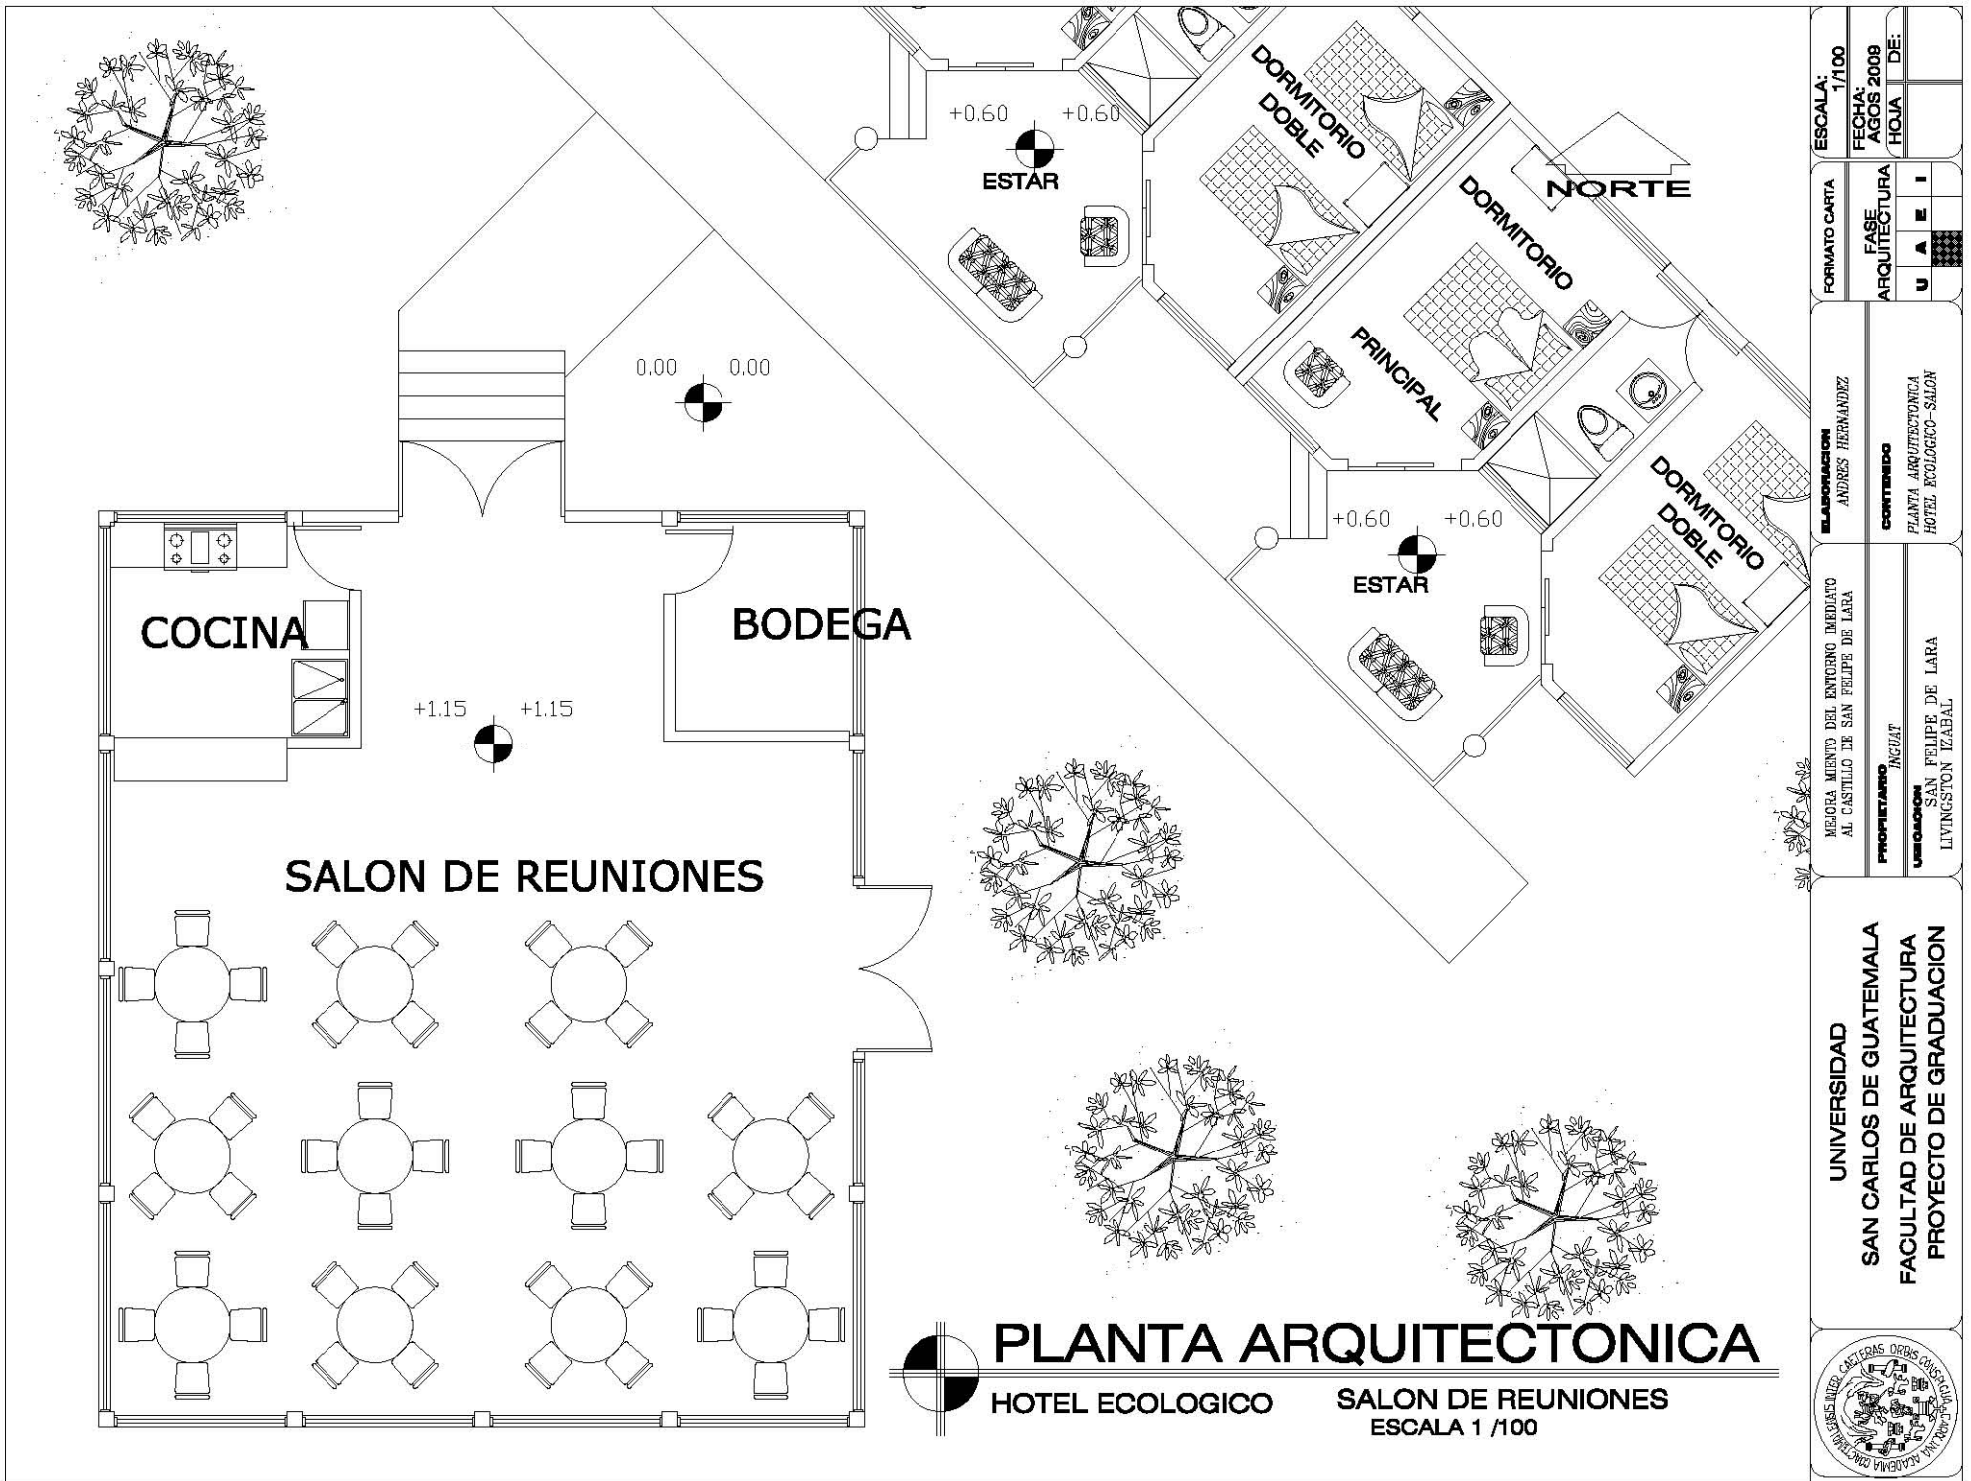 DORMITORIO
DOBLE
+0.60 +0.60
ESTAR
NORTE
DORMITORIO
PRINCIPAL
0.00 0.00
+0.60 +0.60
ESTAR
DORMITORIO
DOBLE
COCINA
BODEGA
+1.15 +1.15
SALON DE REUNIONES
PLANTA ARQUITECTONICA
HOTEL ECOLOGICO SALON DE REUNIONES
ESCALA 1 /100
ESCALA:
1/100
FECHA:
AGOS 2009
HOJA DE:
FORMATO CARTA
FASE
ARQUITECTURA
U A E I
ELABORACION
ANDRES HERNANDEZ
CONTENIDO
PLANTA ARQUITECTONICA
HOTEL ECOLOGICO-SALON
MEJORA MIENTO DEL ENTORNO IMEDIATO
AL CASTILLO DE SAN FELIPE DE LARA
PROPIETARIO
INGUAT
UBICACION
SAN FELIPE DE LARA
LIVINGSTON IZABAL
UNIVERSIDAD
SAN CARLOS DE GUATEMALA
FACULTAD DE ARQUITECTURA
PROYECTO DE GRADUACION